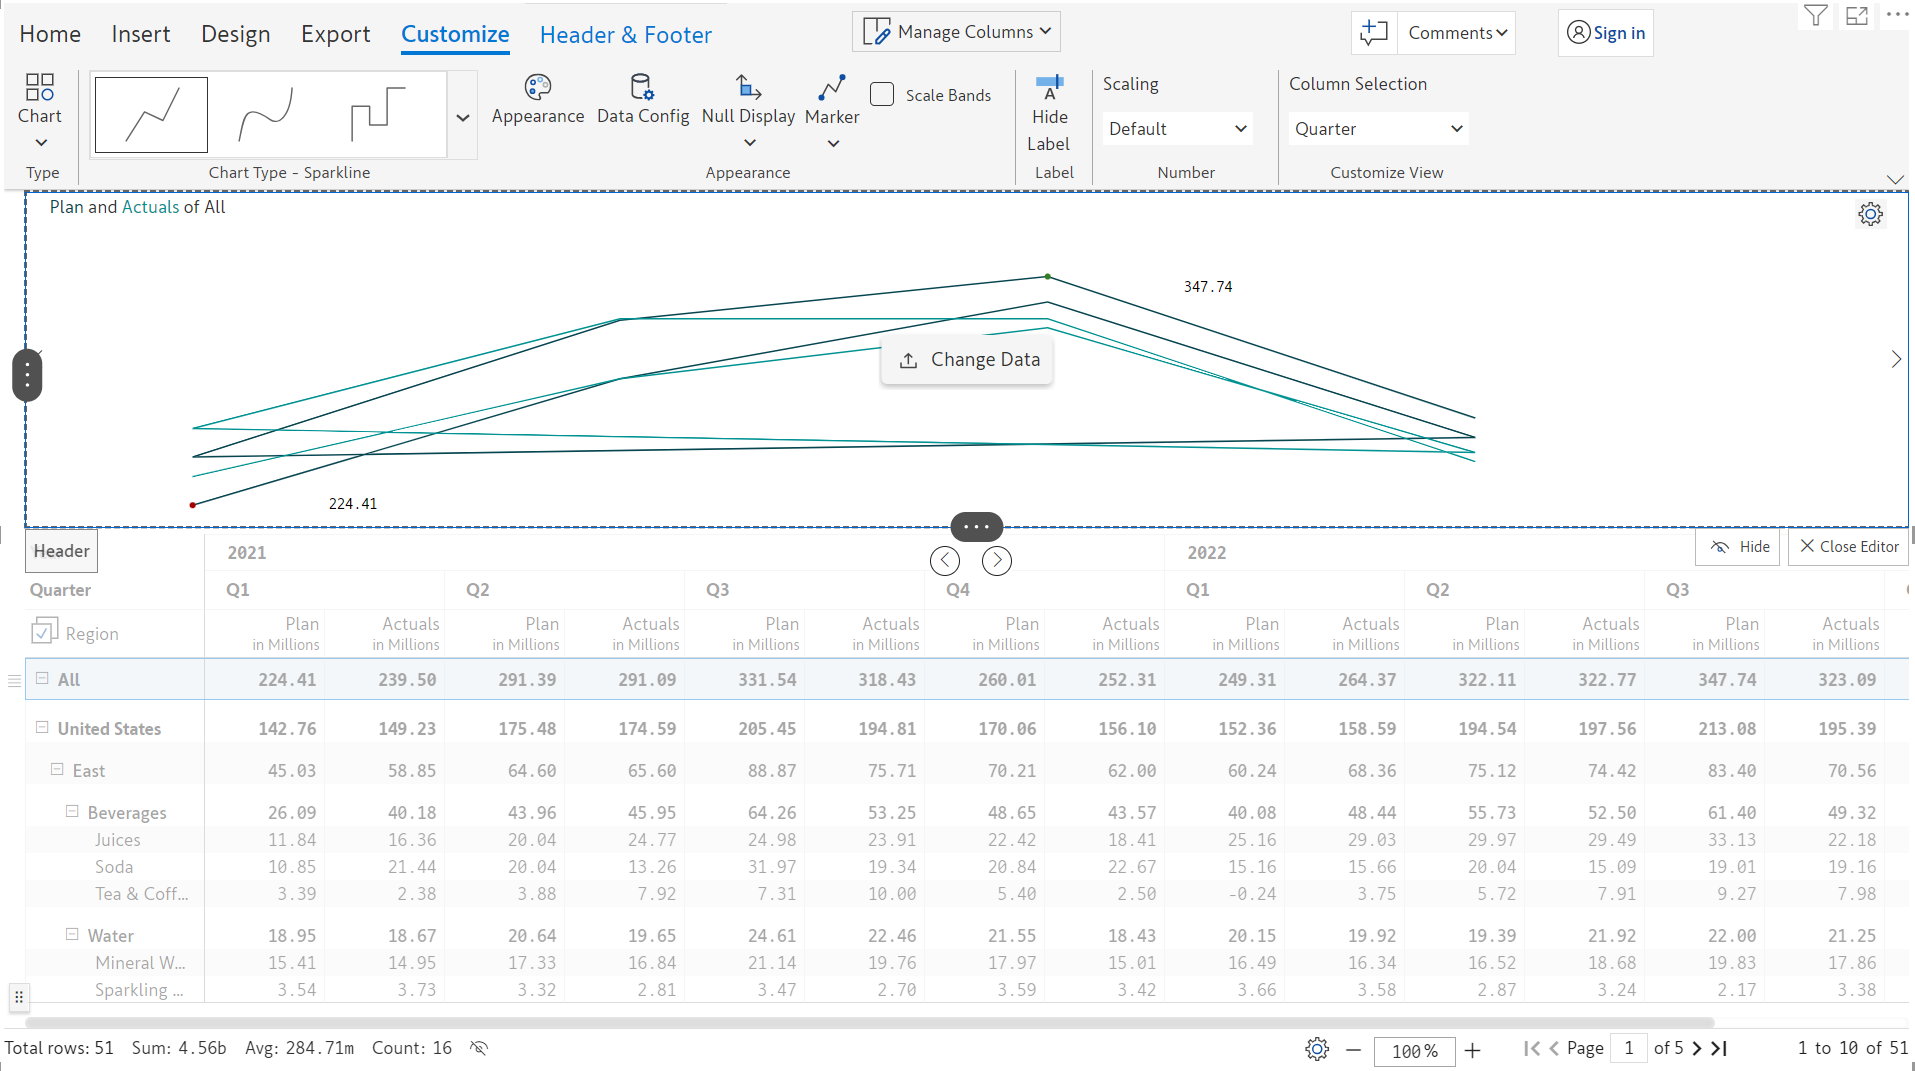 Home Insert Design Export Customize Header & Footer Manage Columns Comments Sign in
Chart
Type
Chart Type - Sparkline
Appearance Data Config Null Display Marker Scale Bands
Appearance
Hide
Label
Label
Scaling
Default
Number
Column Selection
Quarter
Customize View
Plan and Actuals of All
347.74
Change Data
224.41
Header 2021 2022 Hide Close Editor
Quarter Q1 Q2 Q3 Q4 Q1 Q2 Q3
Region Plan Actuals Plan Actuals Plan Actuals Plan Actuals Plan Actuals Plan Actuals Plan Actuals
in Millions in Millions in Millions in Millions in Millions in Millions in Millions in Millions in Millions in Millions in Millions in Millions in Millions in Millions
All 224.41 239.50 291.39 291.09 331.54 318.43 260.01 252.31 249.31 264.37 322.11 322.77 347.74 323.09
United States 142.76 149.23 175.48 174.59 205.45 194.81 170.06 156.10 152.36 158.59 194.54 197.56 213.08 195.39
East 45.03 58.85 64.60 65.60 88.87 75.71 70.21 62.00 60.24 68.36 75.12 74.42 83.40 70.56
Beverages 26.09 40.18 43.96 45.95 64.26 53.25 48.65 43.57 40.08 48.44 55.73 52.50 61.40 49.32
Juices 11.84 16.36 20.04 24.77 24.98 23.91 22.42 18.41 25.16 29.03 29.97 29.49 33.13 22.18
Soda 10.85 21.44 20.04 13.26 31.97 19.34 20.84 22.67 15.16 15.66 20.04 15.09 19.01 19.16
Tea & Coff... 3.39 2.38 3.88 7.92 7.31 10.00 5.40 2.50 -0.24 3.75 5.72 7.91 9.27 7.98
Water 18.95 18.67 20.64 19.65 24.61 22.46 21.55 18.43 20.15 19.92 19.39 21.92 22.00 21.25
Mineral W... 15.41 14.95 17.33 16.84 21.14 19.76 17.97 15.01 16.49 16.34 16.52 18.68 19.83 17.86
Sparkling ... 3.54 3.73 3.32 2.81 3.47 2.70 3.59 3.42 3.66 3.58 2.87 3.24 2.17 3.38
Total rows: 51 Sum: 4.56b Avg: 284.71m Count: 16 100% Page 1 of 5 1 to 10 of 51